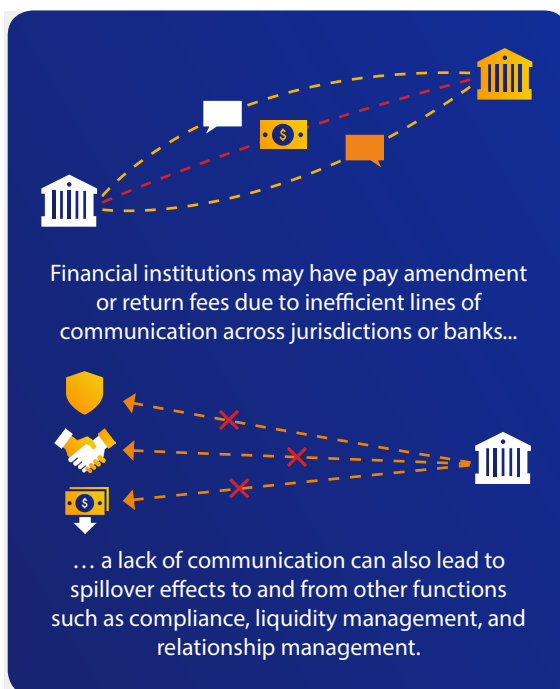 Financial institutions may have pay amendment
or return fees due to inefficient lines of
communication across jurisdictions or banks...
$
$
… a lack of communication can also lead to
spillover effects to and from other functions
such as compliance, liquidity management, and
relationship management.